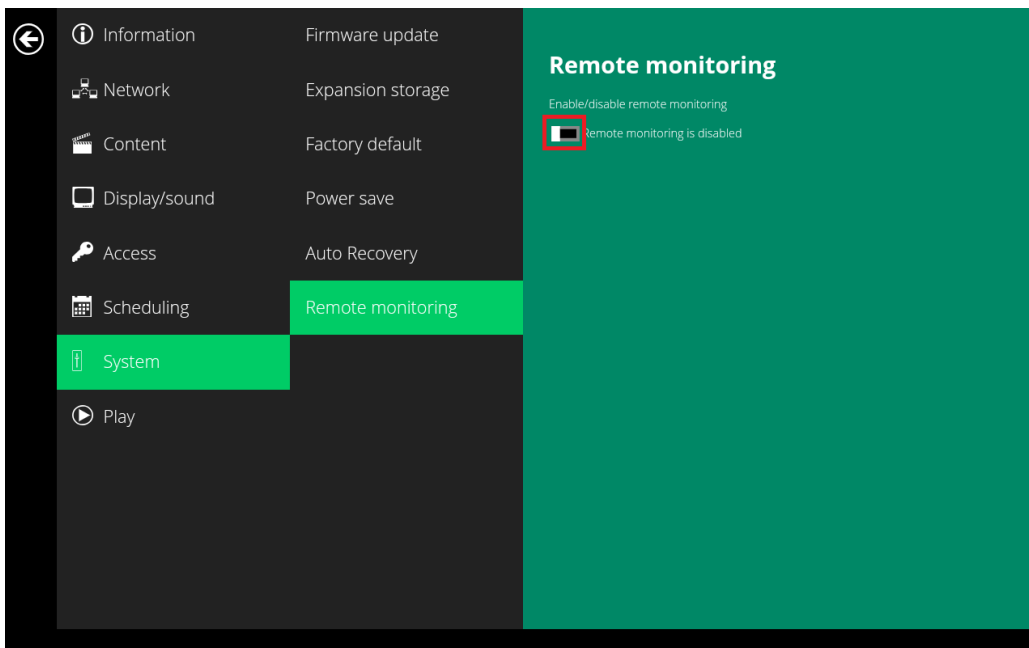 Information
Network
Content
Display/sound
Access
Scheduling
System
Play
Firmware update
Expansion storage
Factory default
Power save
Auto Recovery
Remote monitoring
Remote monitoring
Enable/disable remote monitoring
Remote monitoring is disabled